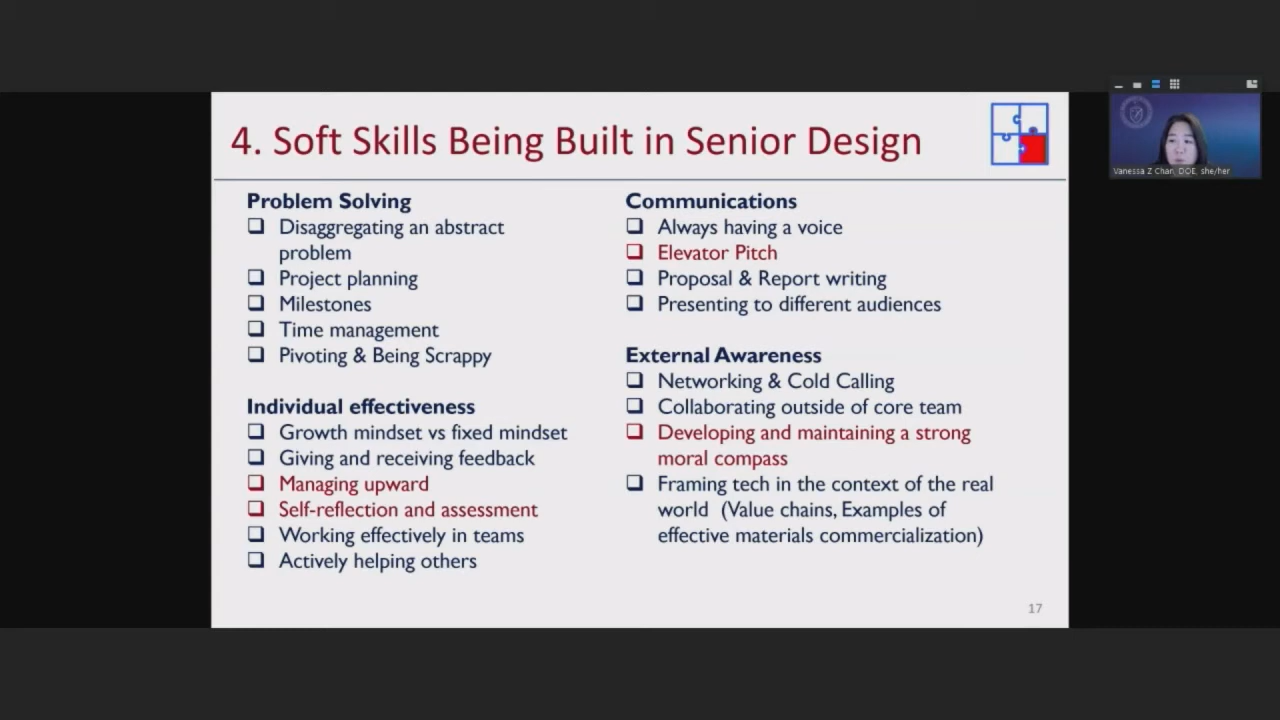 4. Soft Skills Being Built in Senior Design
Problem Solving
❑ Disaggregating an abstract
problem
❑ Project planning
❑ Milestones
❑ Time management
❑ Pivoting & Being Scrappy
Individual effectiveness
❑ Growth mindset vs fixed mindset
❑ Giving and receiving feedback
❑ Managing upward
❑ Self-reflection and assessment
❑ Working effectively in teams
❑ Actively helping others
Communications
❑ Always having a voice
❑ Elevator Pitch
❑ Proposal & Report writing
❑ Presenting to different audiences
External Awareness
❑ Networking & Cold Calling
❑ Collaborating outside of core team
❑ Developing and maintaining a strong
moral compass
❑ Framing tech in the context of the real
world (Value chains, Examples of
effective materials commercialization)
17
Vanessa Z Chan, DOE, she/her